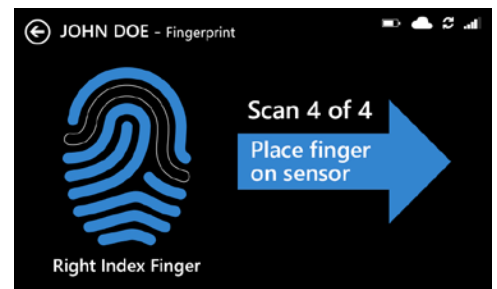 JOHN DOE - Fingerprint
Scan 4 of 4
Place finger
on sensor
Right Index Finger